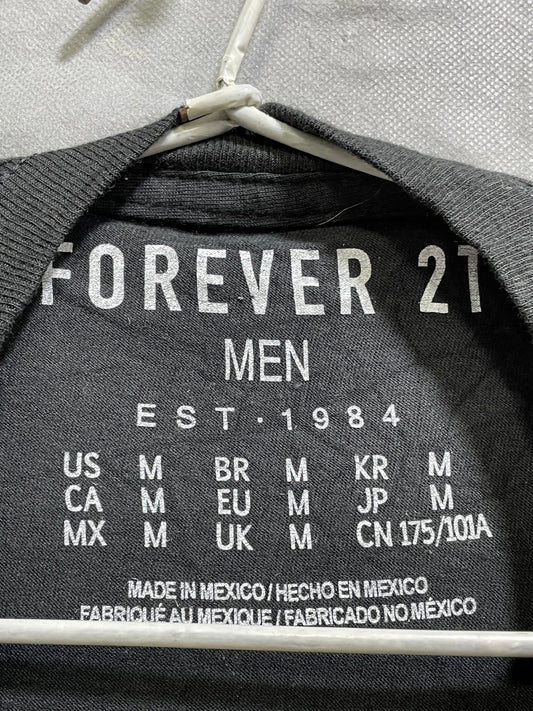 FOREVER 21
MEN
EST · 1984
US M BR M KR M
CA M EU M JP M
MX M UK M CN 175/101A
MADE IN MEXICO / HECHO EN MEXICO
FABRIQUÉ AU MEXIQUE / FABRICADO NO MÉXICO